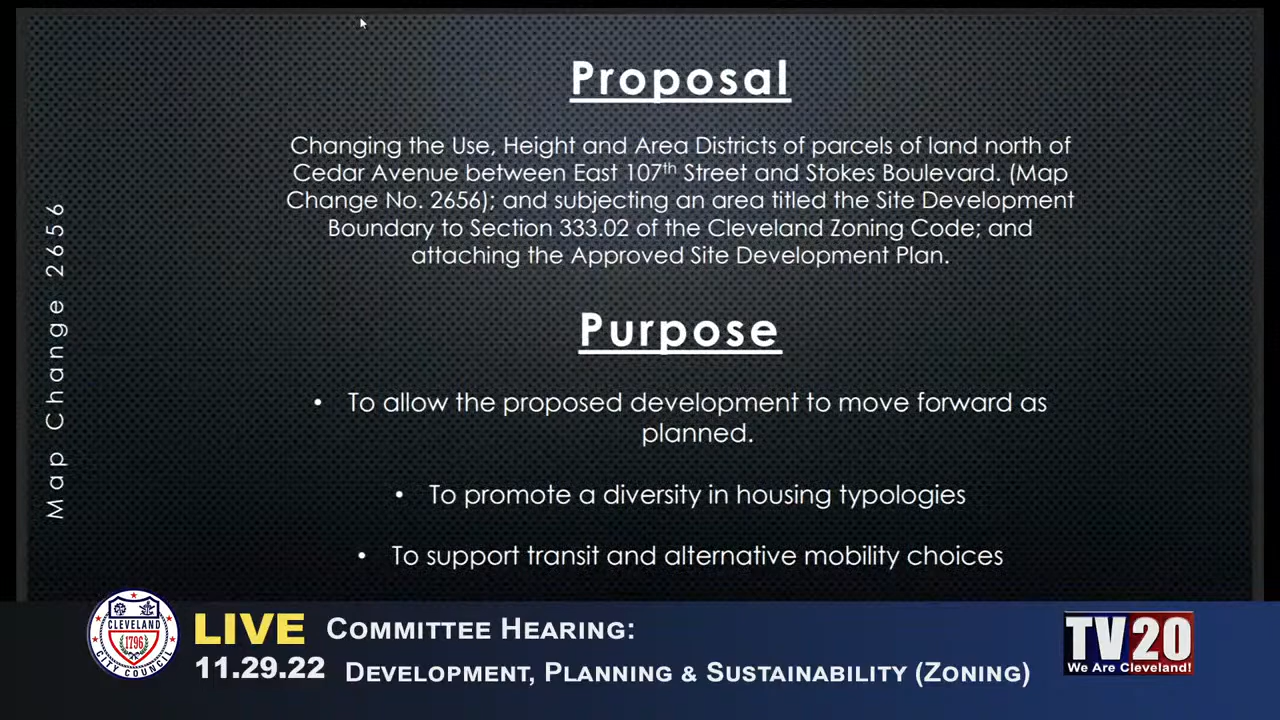 Proposal
Changing the Use, Height and Area Districts of parcels of land north of
Cedar Avenue between East 107th Street and Stokes Boulevard. (Map
Change No. 2656); and subjecting an area titled the Site Development
Boundary to Section 333.02 of the Cleveland Zoning Code; and
attaching the Approved Site Development Plan.
Purpose
• To allow the proposed development to move forward as
planned.
• To promote a diversity in housing typologies
• To support transit and alternative mobility choices
Map Change 2656
CLEVELAND
1796
CITY COUNCIL
LIVE
11.29.22
COMMITTEE HEARING:
DEVELOPMENT, PLANNING & SUSTAINABILITY (ZONING)
TV20
We Are Cleveland!